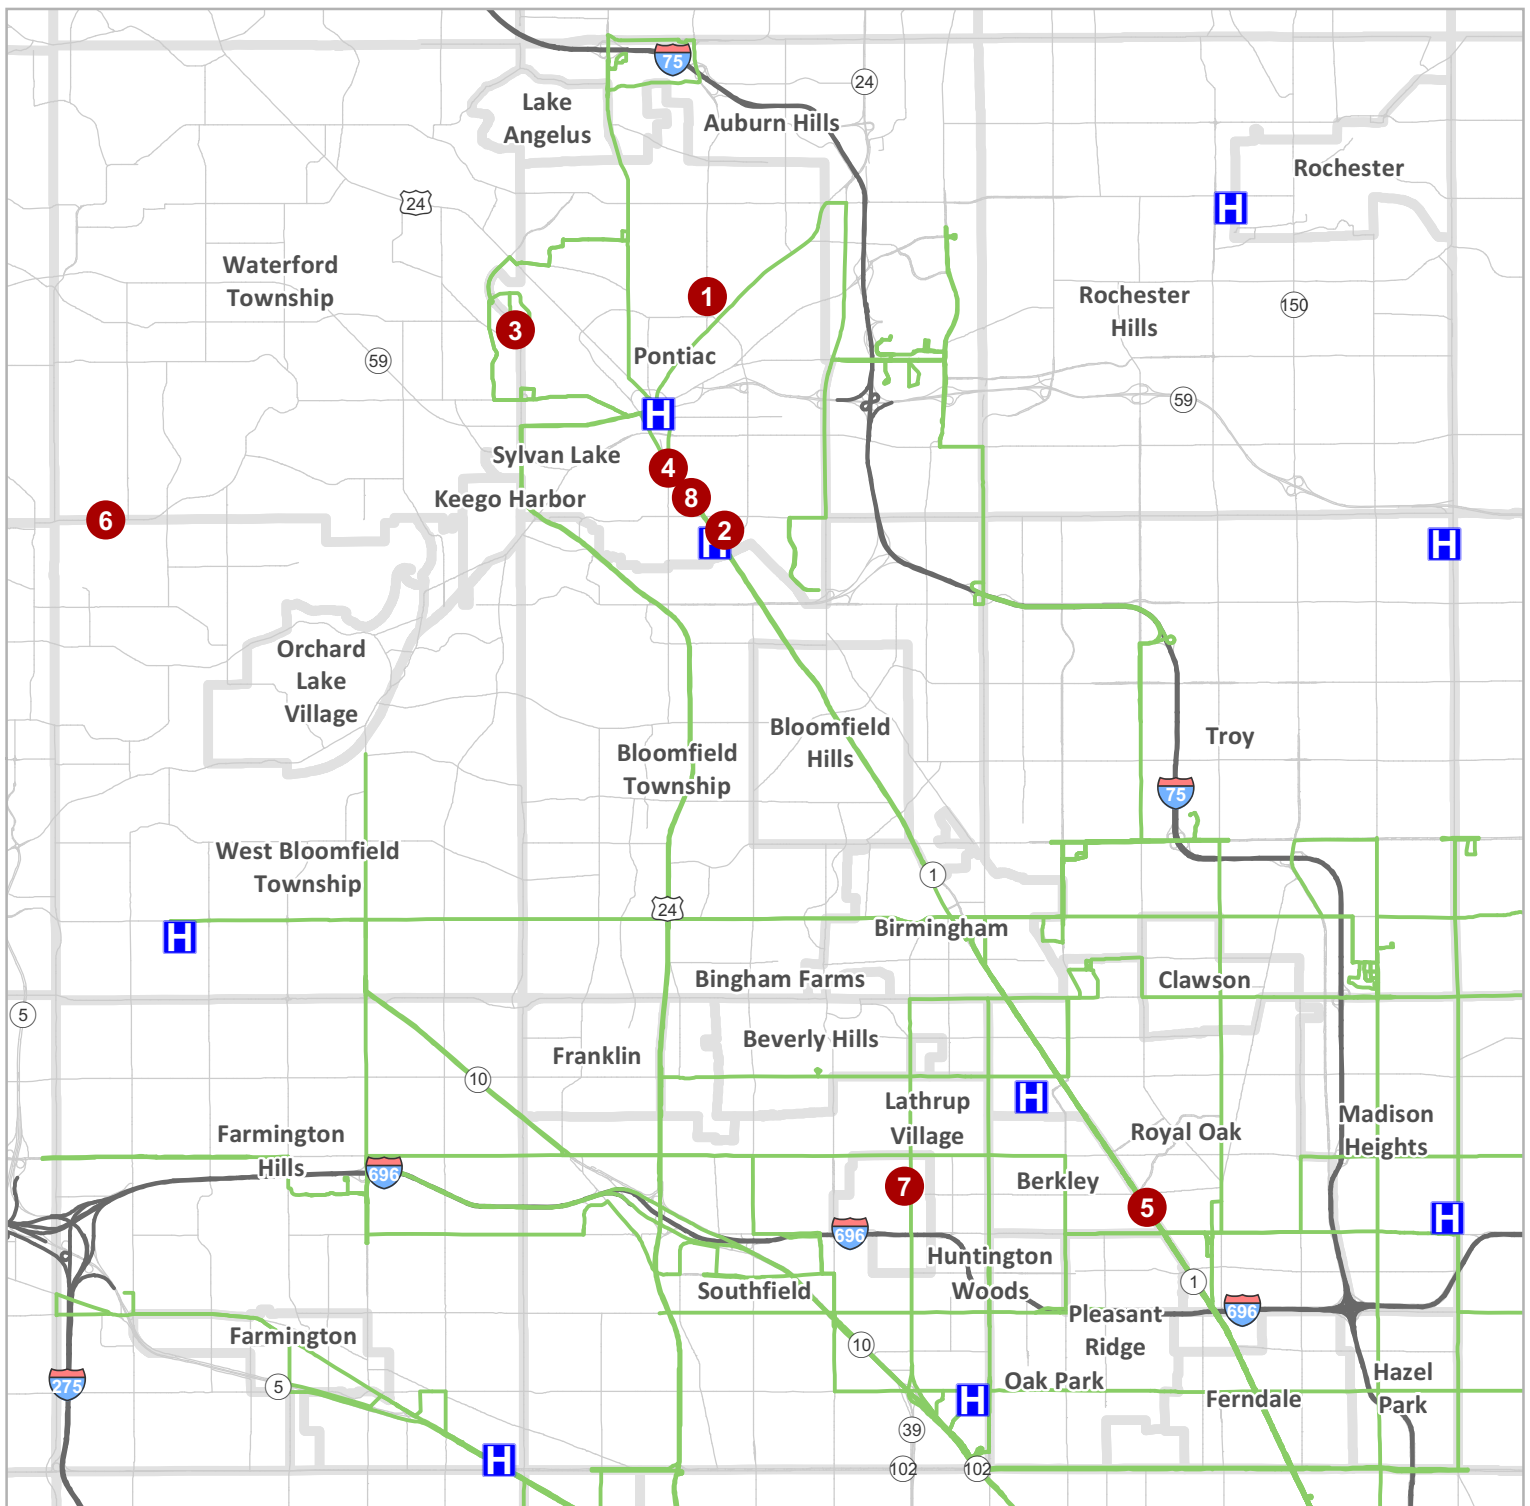 75
24
Lake
Angelus
Auburn Hills
Rochester
24
H
Waterford
Township
1
Rochester
Hills
150
3
Pontiac
59
59
H
Sylvan Lake
4
Keego Harbor
8
6
2
H
H
Orchard
Lake
Village
Bloomfield
Hills
Troy
Bloomfield
Township
75
West Bloomfield
Township
1
24
H
Birmingham
Bingham Farms
Clawson
5
Beverly Hills
Franklin
10
H
Lathrup
Village
Madison
Heights
Farmington
Hills
Royal Oak
696
Berkley
7
5
H
696
Huntington
Woods
Southfield
1
696
Pleasant
Ridge
Farmington
10
275
5
Oak Park
Hazel
Park
H
Ferndale
39
H
102
102